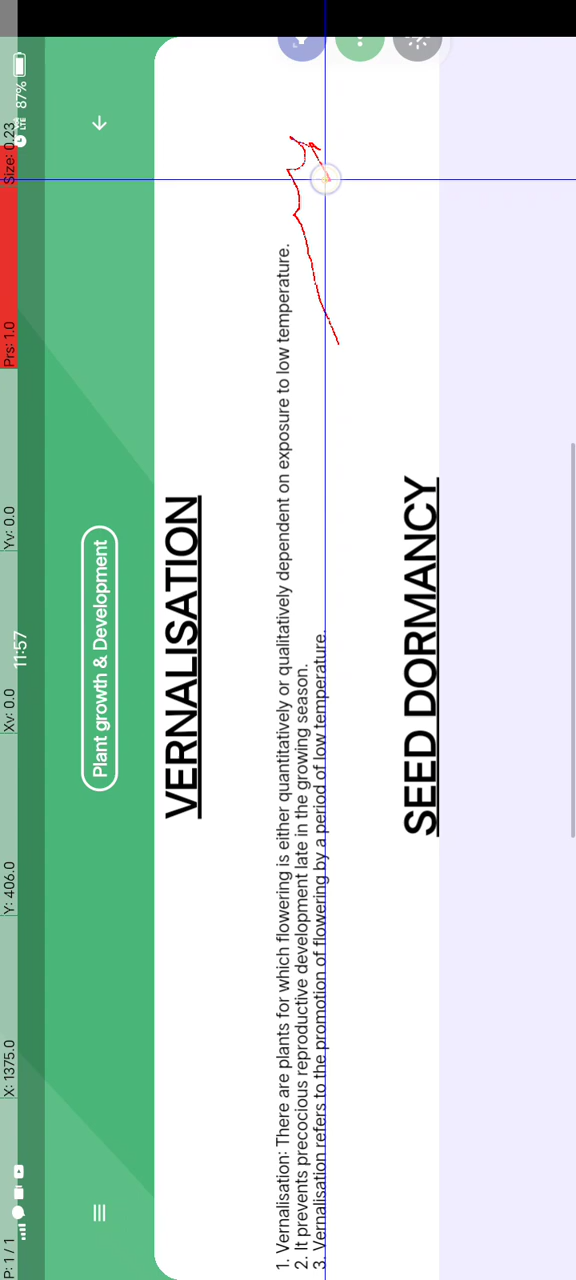 P: 1 / 1
X: 1375.0
Y: 406.0
Xv: 0.0
Yv: 0.0
Prs: 1.0
Size: 0.23
11:57
LTE 87%
Plant growth & Development
VERNALISATION
1. Vernalisation: There are plants for which flowering is either quantitatively or qualitatively dependent on exposure to low temperature.
2. It prevents precocious reproductive development late in the growing season.
3. Vernalisation refers to the promotion of flowering by a period of low temperature.
SEED DORMANCY